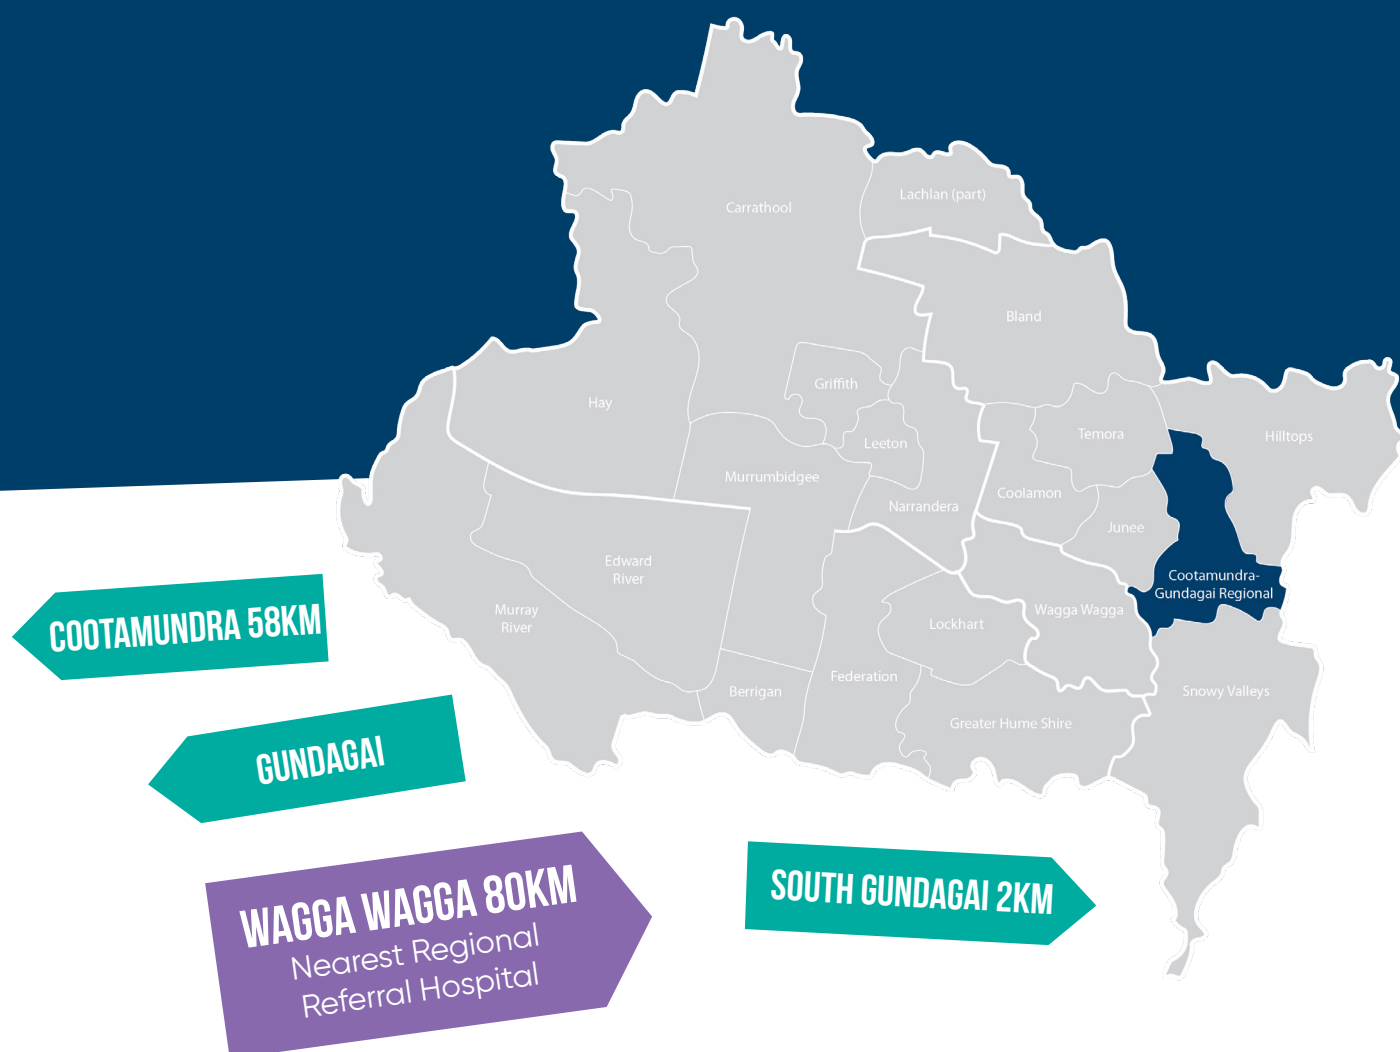 Lachlan (part)
Carrathool
Bland
Griffith
Hay
Temora
Hilltops
Leeton
Murrumbidgee
Coolamon
Narrandera
Junee
Edward
River
Cootamundra-
Gundagai Regional
Murray
River
Wagga Wagga
Lockhart
Federation
Berrigan
Snowy Valleys
Greater Hume Shire
COOTAMUNDRA 58KM
GUNDAGAI
WAGGA WAGGA 80KM
Nearest Regional
Referral Hospital
SOUTH GUNDAGAI 2KM